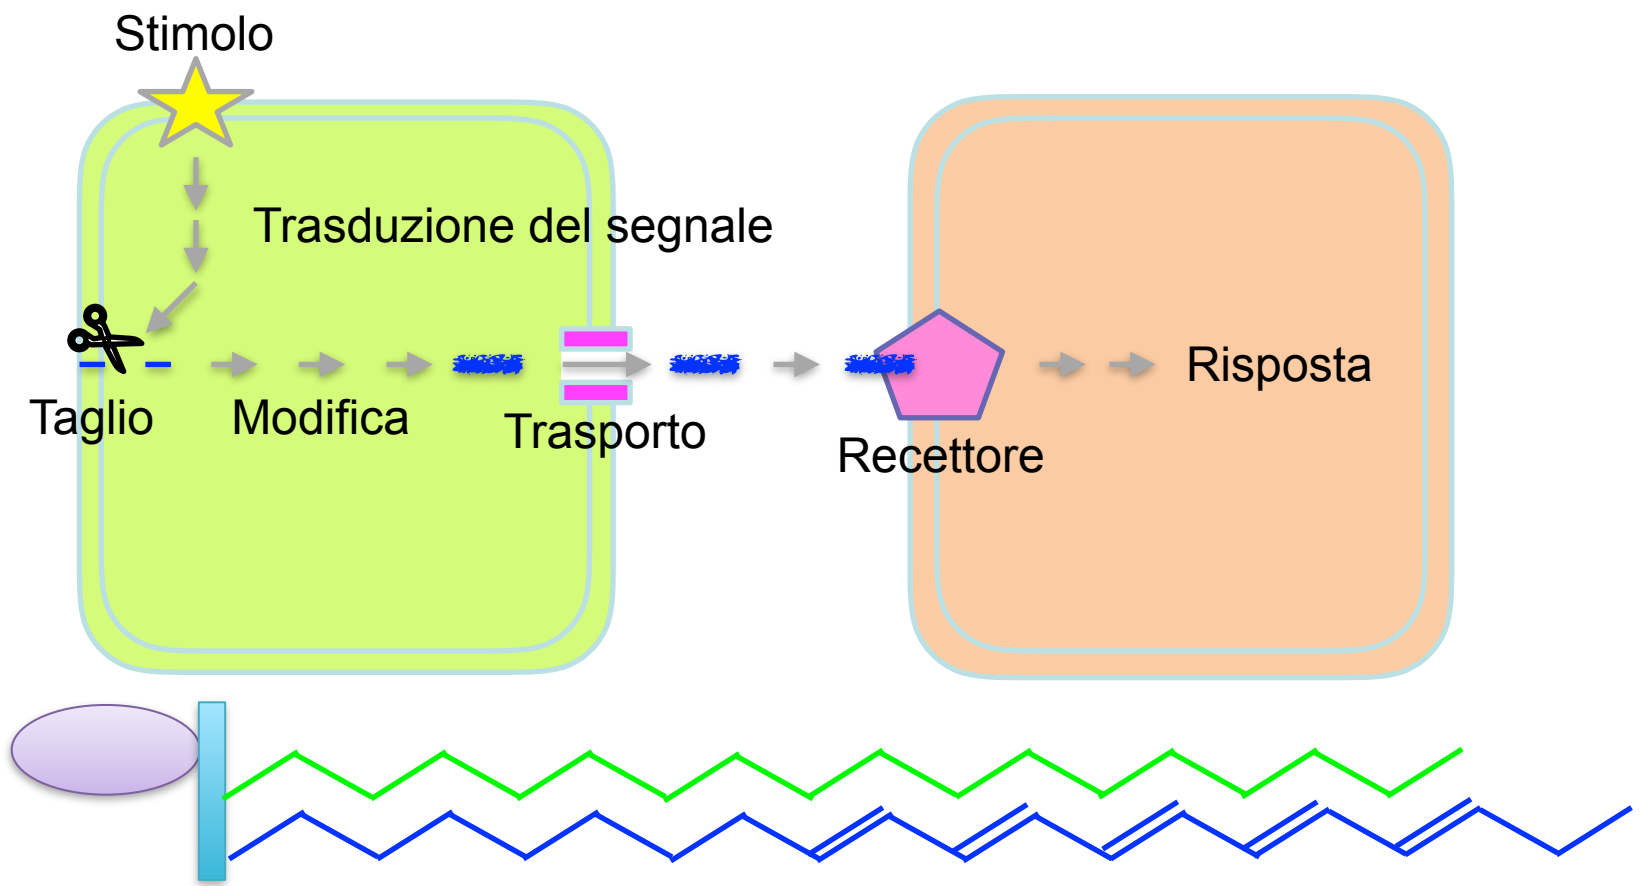 Stimolo
Trasduzione del segnale
Taglio
Modifica
Trasporto
Recettore
Risposta